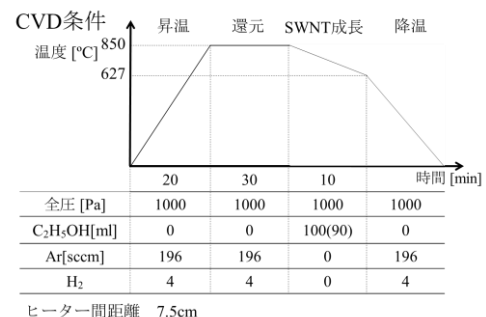 CVD条件
昇温 還元 SWNT成長 降温
温度 [ºC] 850
627
時間 [min]
20 30 10
全圧 [Pa] 1000 1000 1000 1000
C₂H₅OH[ml] 0 0 100(90) 0
Ar[sccm] 196 196 0 196
H₂ 4 4 0 4
ヒーター間距離 7.5cm